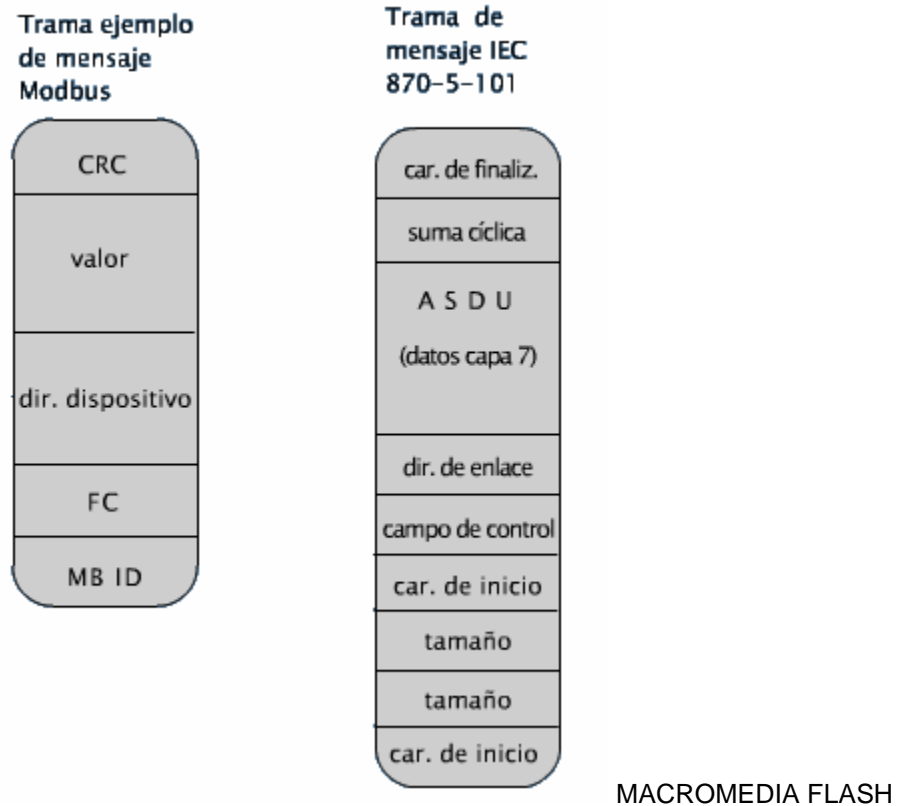 Trama ejemplo
de mensaje
Modbus
CRC
valor
dir. dispositivo
FC
MB ID
Trama de
mensaje IEC
870-5-101
car. de finaliz.
suma cíclica
A S D U
(datos capa 7)
dir. de enlace
campo de control
car. de inicio
tamaño
tamaño
car. de inicio
MACROMEDIA FLASH